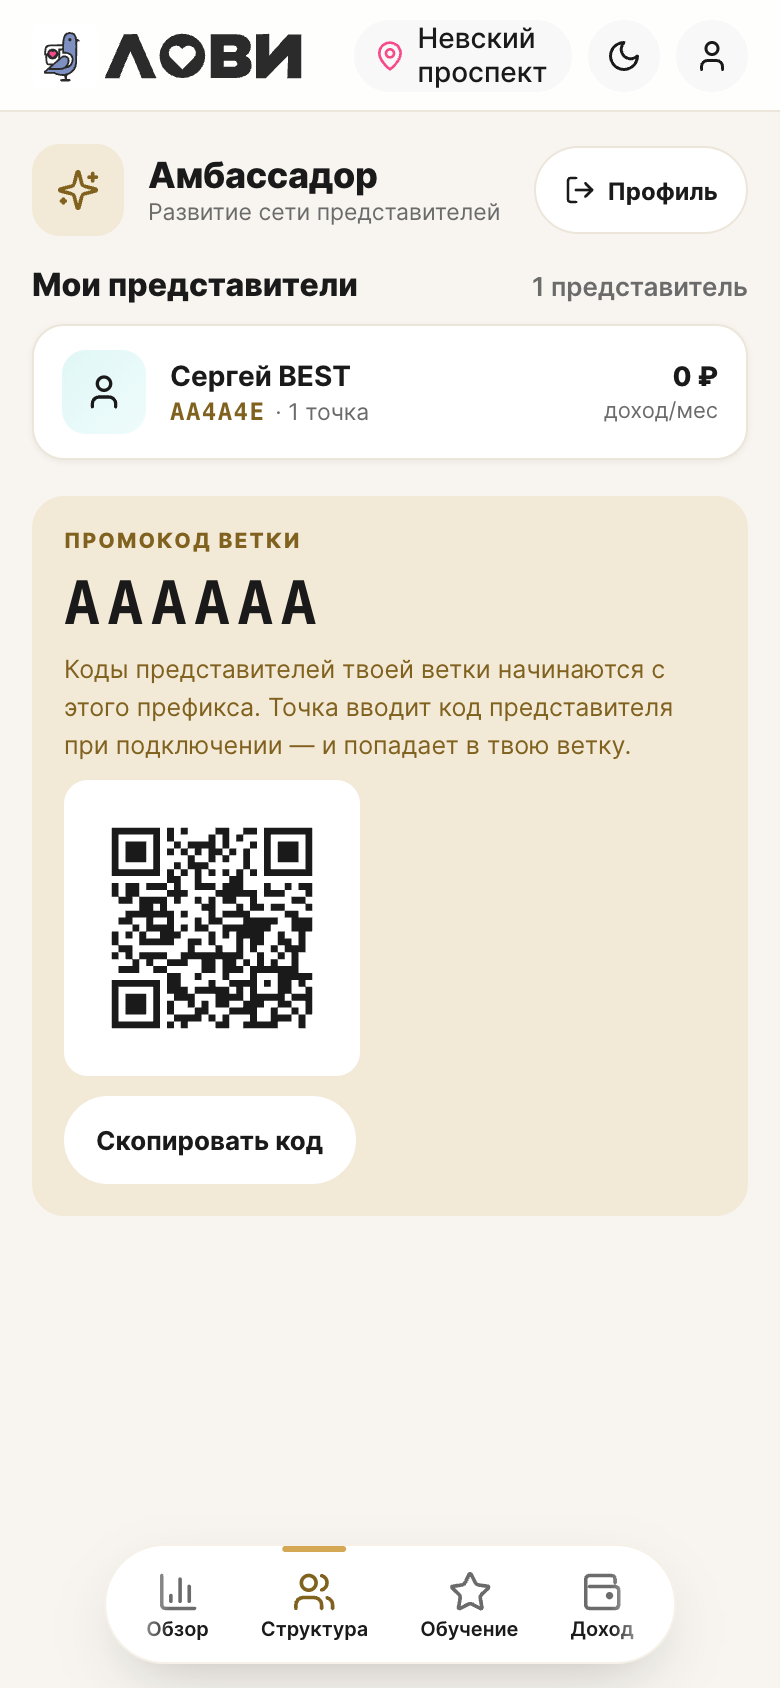 ЛОВИ
Невский
проспект
Амбассадор
Развитие сети представителей
Профиль
Мои представители
1 представитель
Сергей BEST
0 ₽
AA4A4E · 1 точка
доход/мес
ПРОМОКОД ВЕТКИ
AAAAAA
Коды представителей твоей ветки начинаются с
этого префикса. Точка вводит код представителя
при подключении — и попадает в твою ветку.
Скопировать код
Обзор
Структура
Обучение
Доход